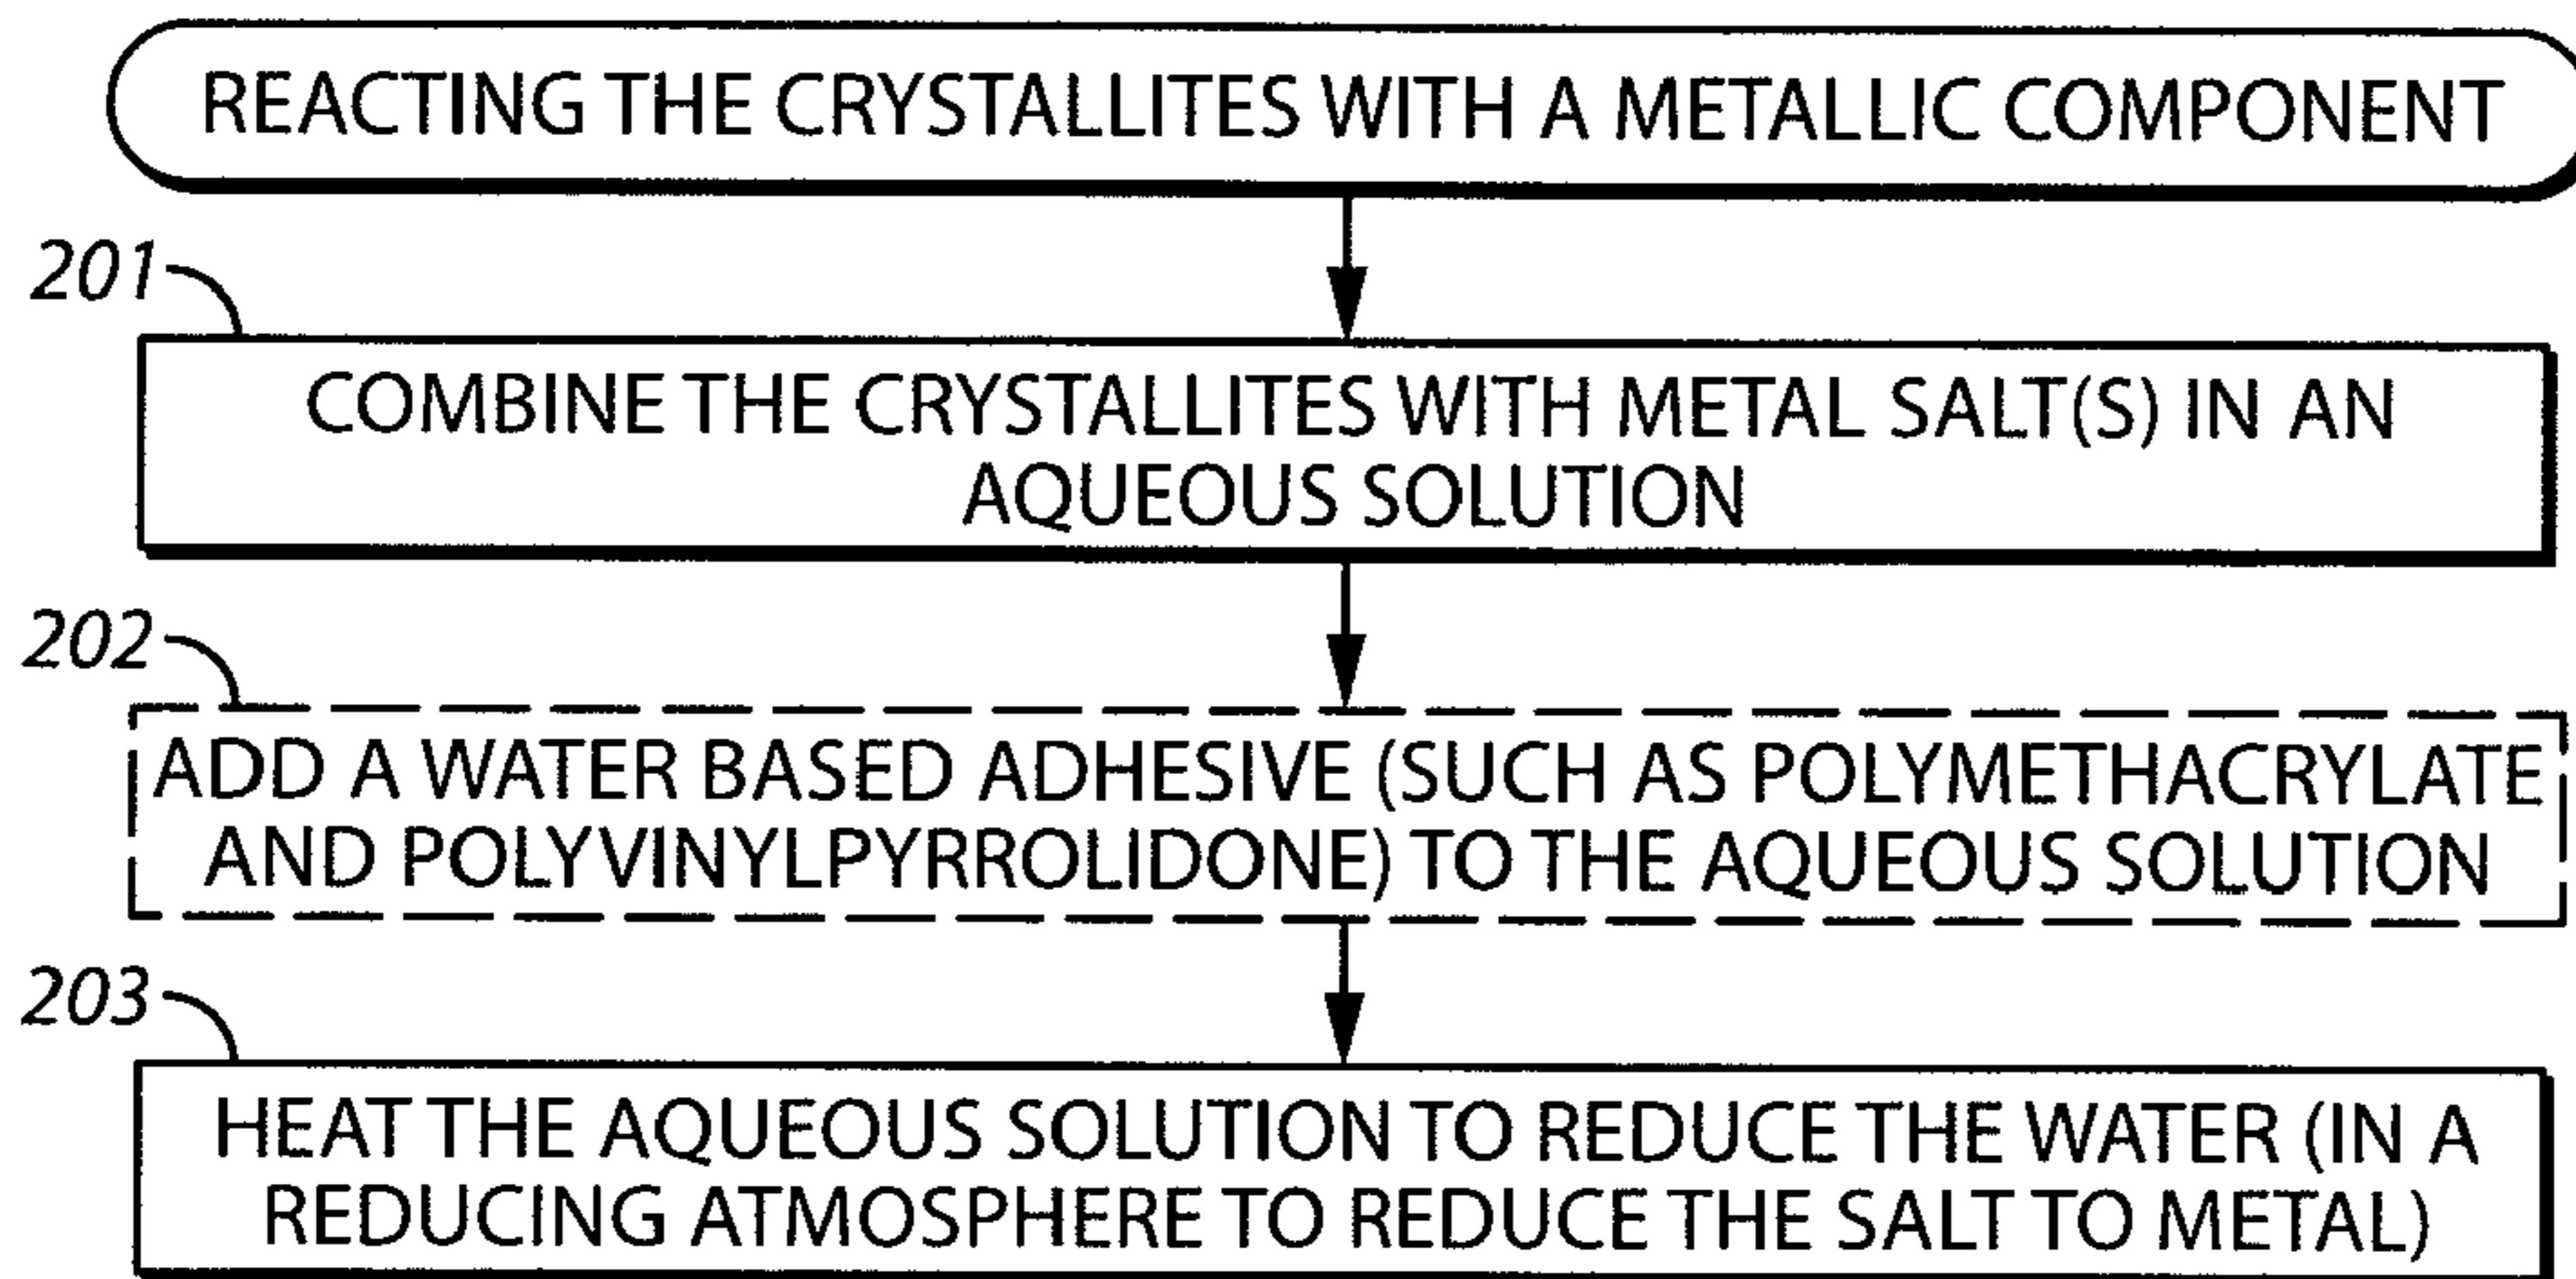 REACTING THE CRYSTALLITES WITH A METALLIC COMPONENT
201
COMBINE THE CRYSTALLITES WITH METAL SALT(S) IN AN
AQUEOUS SOLUTION
202
ADD A WATER BASED ADHESIVE (SUCH AS POLYMETHACRYLATE
AND POLYVINYLPYRROLIDONE) TO THE AQUEOUS SOLUTION
203
HEAT THE AQUEOUS SOLUTION TO REDUCE THE WATER (IN A
REDUCING ATMOSPHERE TO REDUCE THE SALT TO METAL)